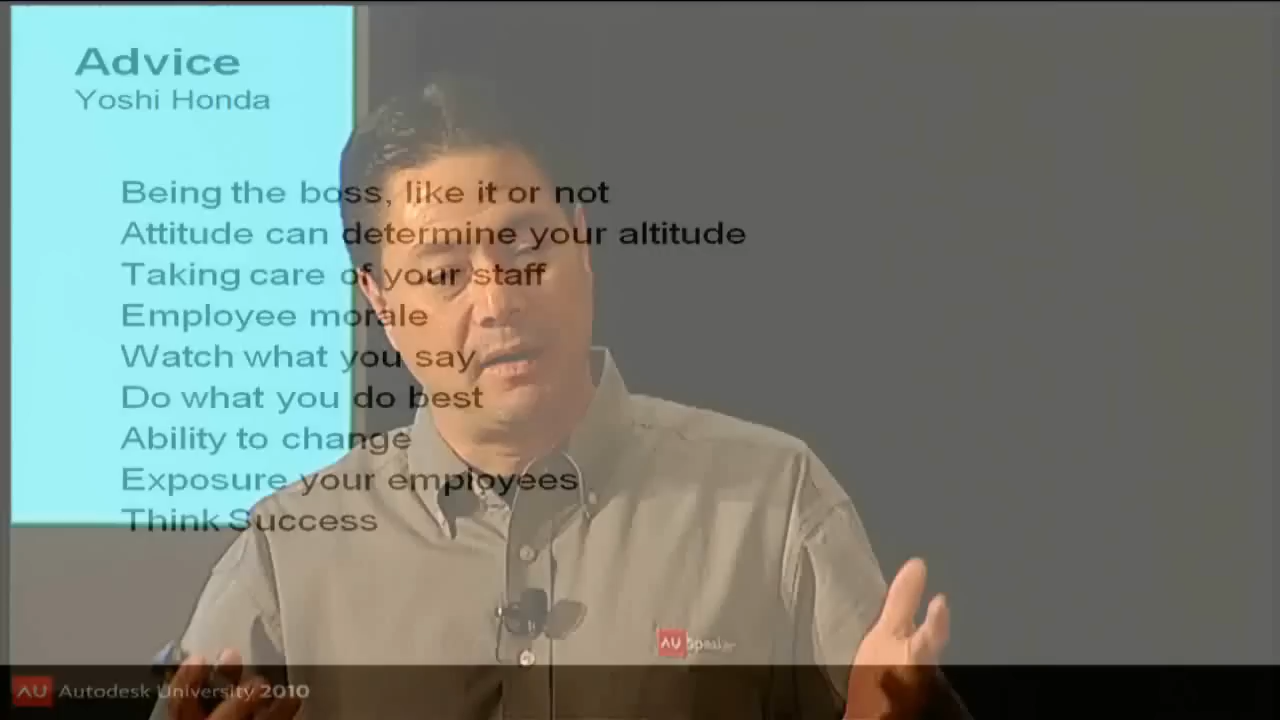 Advice
Yoshi Honda
Being the boss, like it or not
Attitude can determine your altitude
Taking care of your staff
Employee morale
Watch what you say
Do what you do best
Ability to change
Exposure your employees
Think Success
AU Speaker
AU Autodesk University 2010